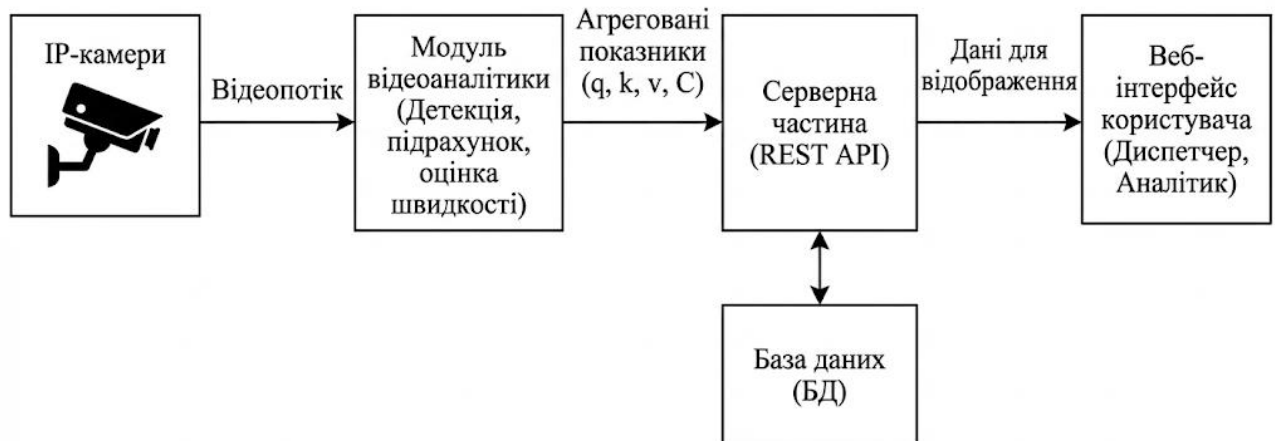 IP-камери
Відеопотік
Модуль
відеоаналітики
(Детекція,
підрахунок,
оцінка
швидкості)
Агреговані
показники
(q, k, v, C)
Серверна
частина
(REST API)
Дані для
відображення
Веб-
інтерфейс
користувача
(Диспетчер,
Аналітик)
База даних
(БД)